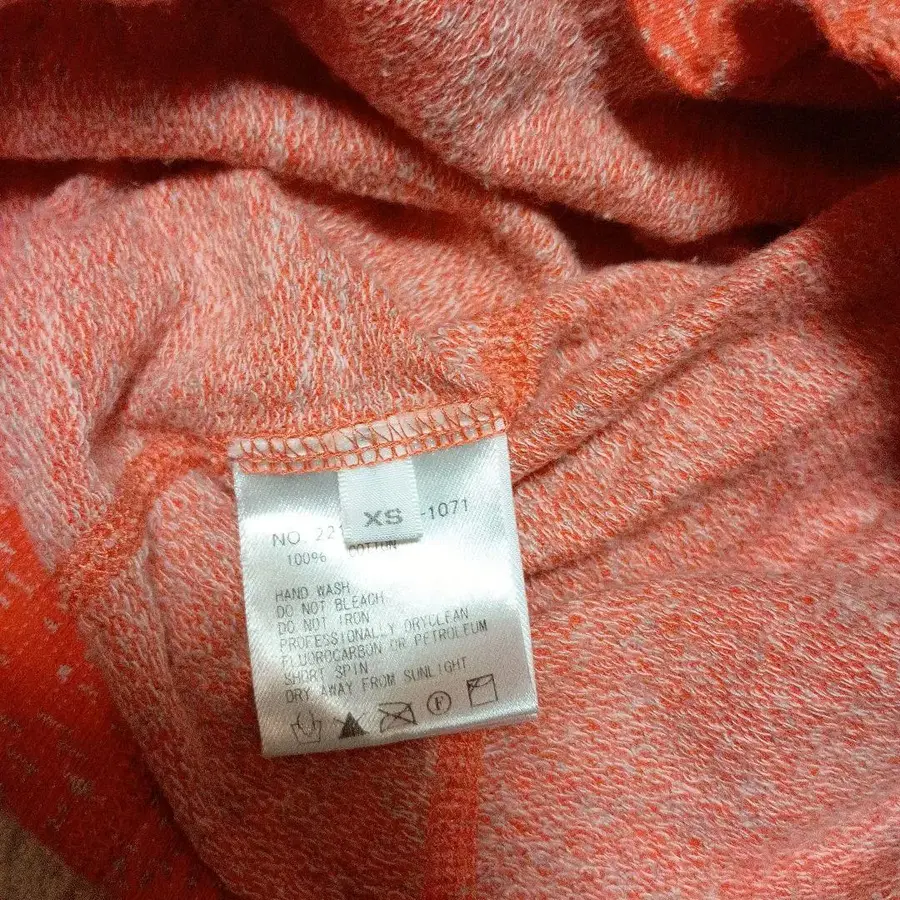 XS
NO. 22 -1071
100% COTTON
HAND WASH
DO NOT BLEACH
DO NOT IRON
PROFESSIONALLY DRYCLEAN
FLUOROCARBON OR PETROLEUM
SHORT SPIN
DRY AWAY FROM SUNLIGHT
F